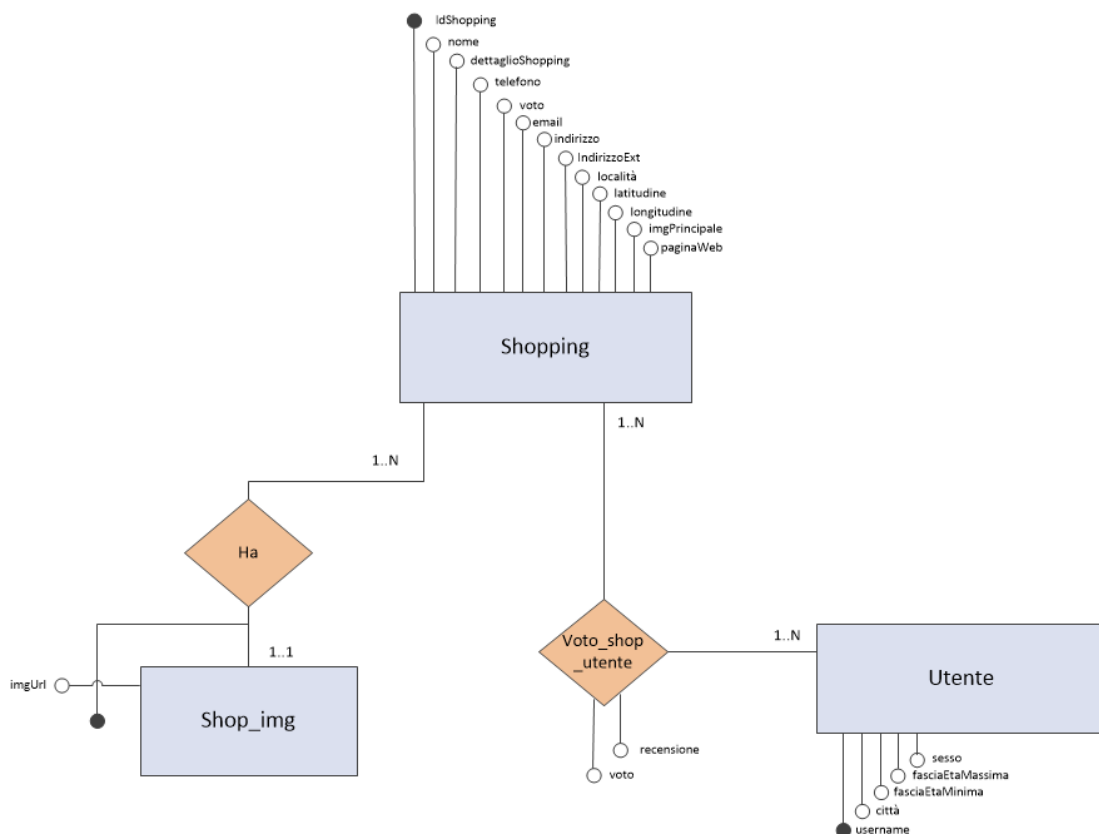 IdShopping
nome
dettaglioShopping
telefono
voto
email
indirizzo
IndirizzoExt
località
latitudine
longitudine
imgPrincipale
paginaWeb
Shopping
1..N
1..N
Ha
Voto_shop
_utente
1..N
1..1
imgUrl
Shop_img
Utente
recensione
voto
sesso
fasciaEtaMassima
fasciaEtaMinima
città
username